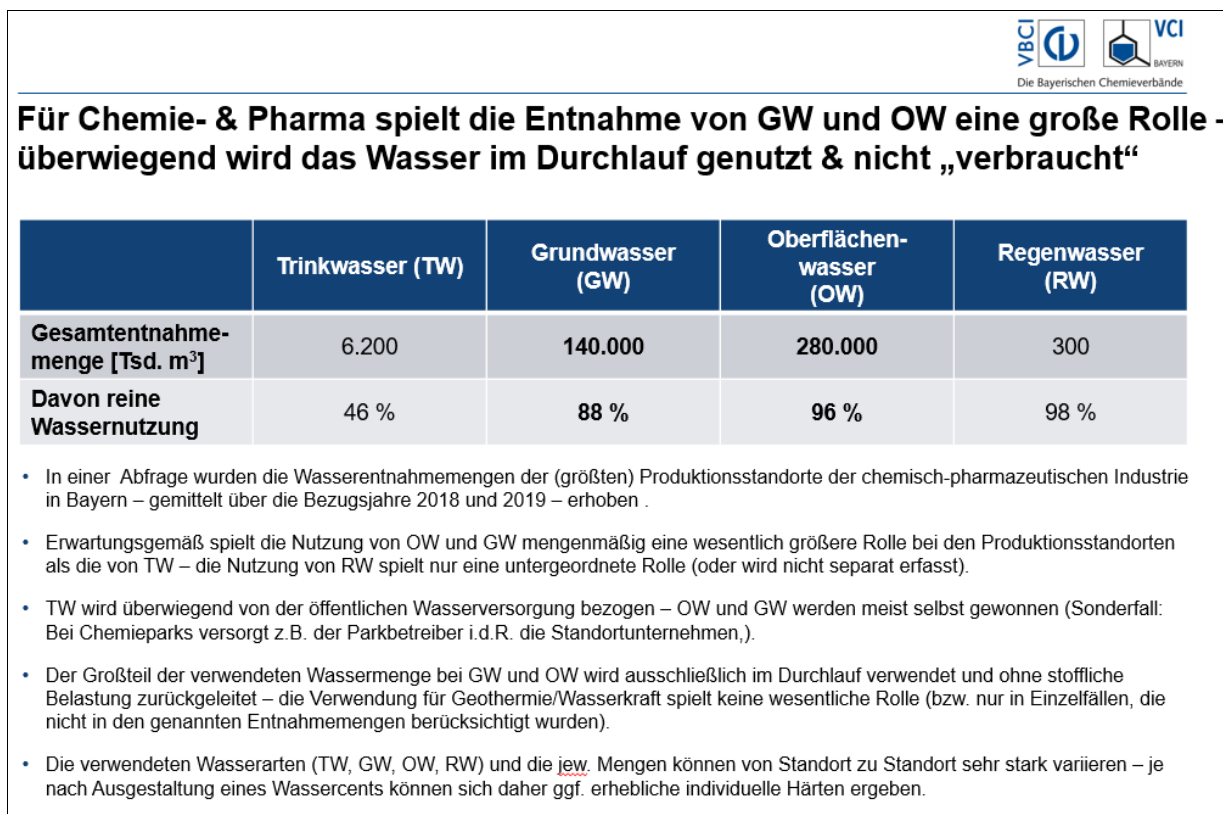 VBCI
VCI
BAYERN
Die Bayerischen Chemieverbände
Für Chemie- & Pharma spielt die Entnahme von GW und OW eine große Rolle -
überwiegend wird das Wasser im Durchlauf genutzt & nicht „verbraucht“
Trinkwasser (TW)
Grundwasser
(GW)
Oberflächen-
wasser
(OW)
Regenwasser
(RW)
Gesamtentnahme-
menge [Tsd. m³]
6.200
140.000
280.000
300
Davon reine
Wassernutzung
46 %
88 %
96 %
98 %
• In einer  Abfrage wurden die Wasserentnahmemengen der (größten) Produktionsstandorte der chemisch-pharmazeutischen Industrie
in Bayern – gemittelt über die Bezugsjahre 2018 und 2019 – erhoben .
• Erwartungsgemäß spielt die Nutzung von OW und GW mengenmäßig eine wesentlich größere Rolle bei den Produktionsstandorten
als die von TW – die Nutzung von RW spielt nur eine untergeordnete Rolle (oder wird nicht separat erfasst).
• TW wird überwiegend von der öffentlichen Wasserversorgung bezogen – OW und GW werden meist selbst gewonnen (Sonderfall:
Bei Chemieparks versorgt z.B. der Parkbetreiber i.d.R. die Standortunternehmen,).
• Der Großteil der verwendeten Wassermenge bei GW und OW wird ausschließlich im Durchlauf verwendet und ohne stoffliche
Belastung zurückgeleitet – die Verwendung für Geothermie/Wasserkraft spielt keine wesentliche Rolle (bzw. nur in Einzelfällen, die
nicht in den genannten Entnahmemengen berücksichtigt wurden).
• Die verwendeten Wasserarten (TW, GW, OW, RW) und die jew. Mengen können von Standort zu Standort sehr stark variieren – je
nach Ausgestaltung eines Wassercents können sich daher ggf. erhebliche individuelle Härten ergeben.